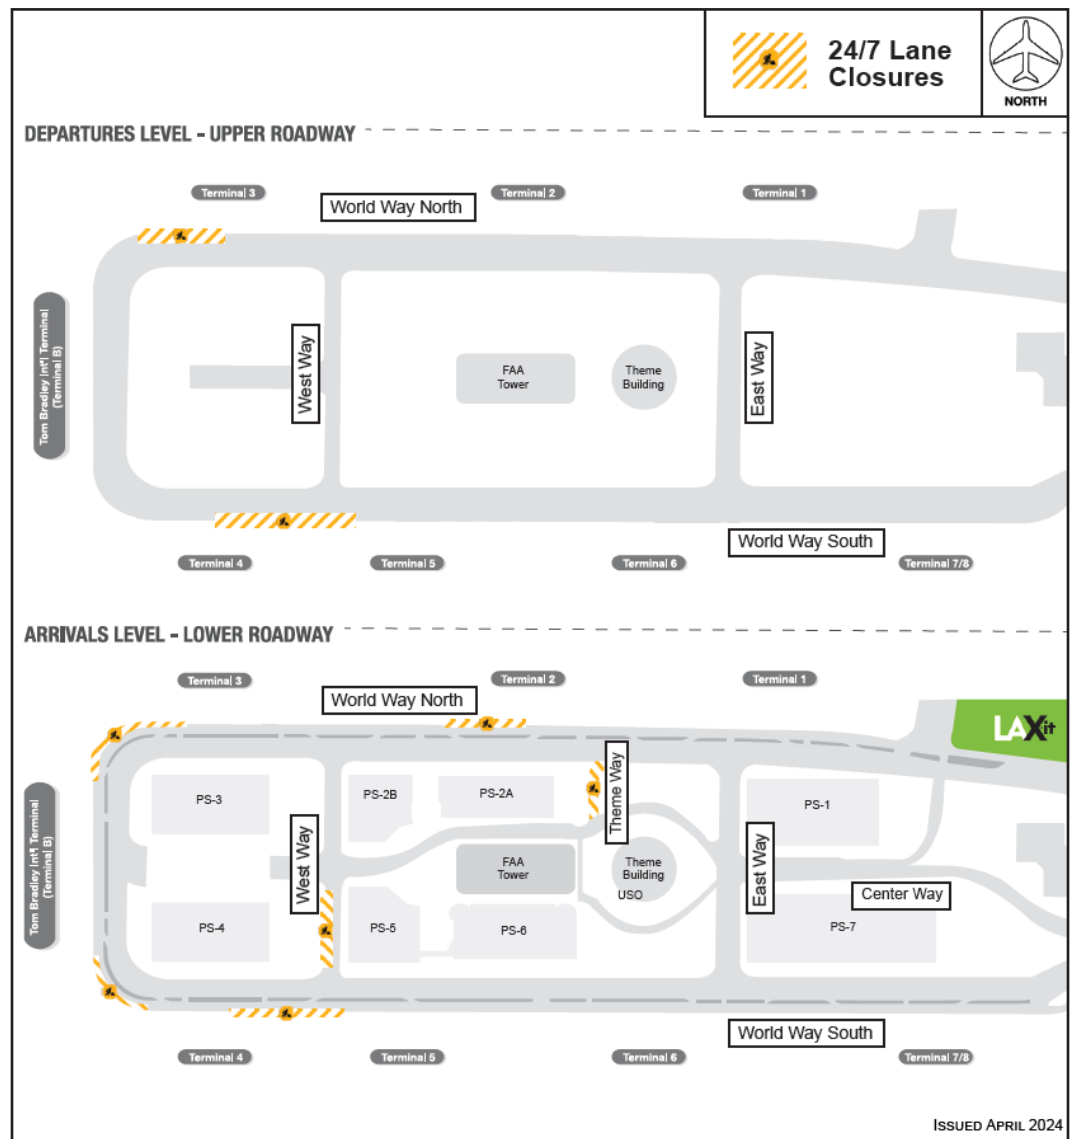 24/7 Lane
Closures
NORTH
DEPARTURES LEVEL - UPPER ROADWAY
Terminal 3
World Way North
Terminal 2
Terminal 1
Tom Bradley Int'l Terminal
(Terminal B)
West Way
FAA
Tower
Theme
Building
East Way
World Way South
Terminal 4
Terminal 5
Terminal 6
Terminal 7/8
ARRIVALS LEVEL - LOWER ROADWAY
Terminal 3
World Way North
Terminal 2
Terminal 1
LAXit
Tom Bradley Int'l Terminal
(Terminal B)
PS-3
PS-2B
PS-2A
Theme Way
PS-1
West Way
FAA
Tower
Theme
Building
USO
East Way
Center Way
PS-4
PS-5
PS-6
PS-7
World Way South
Terminal 4
Terminal 5
Terminal 6
Terminal 7/8
ISSUED APRIL 2024